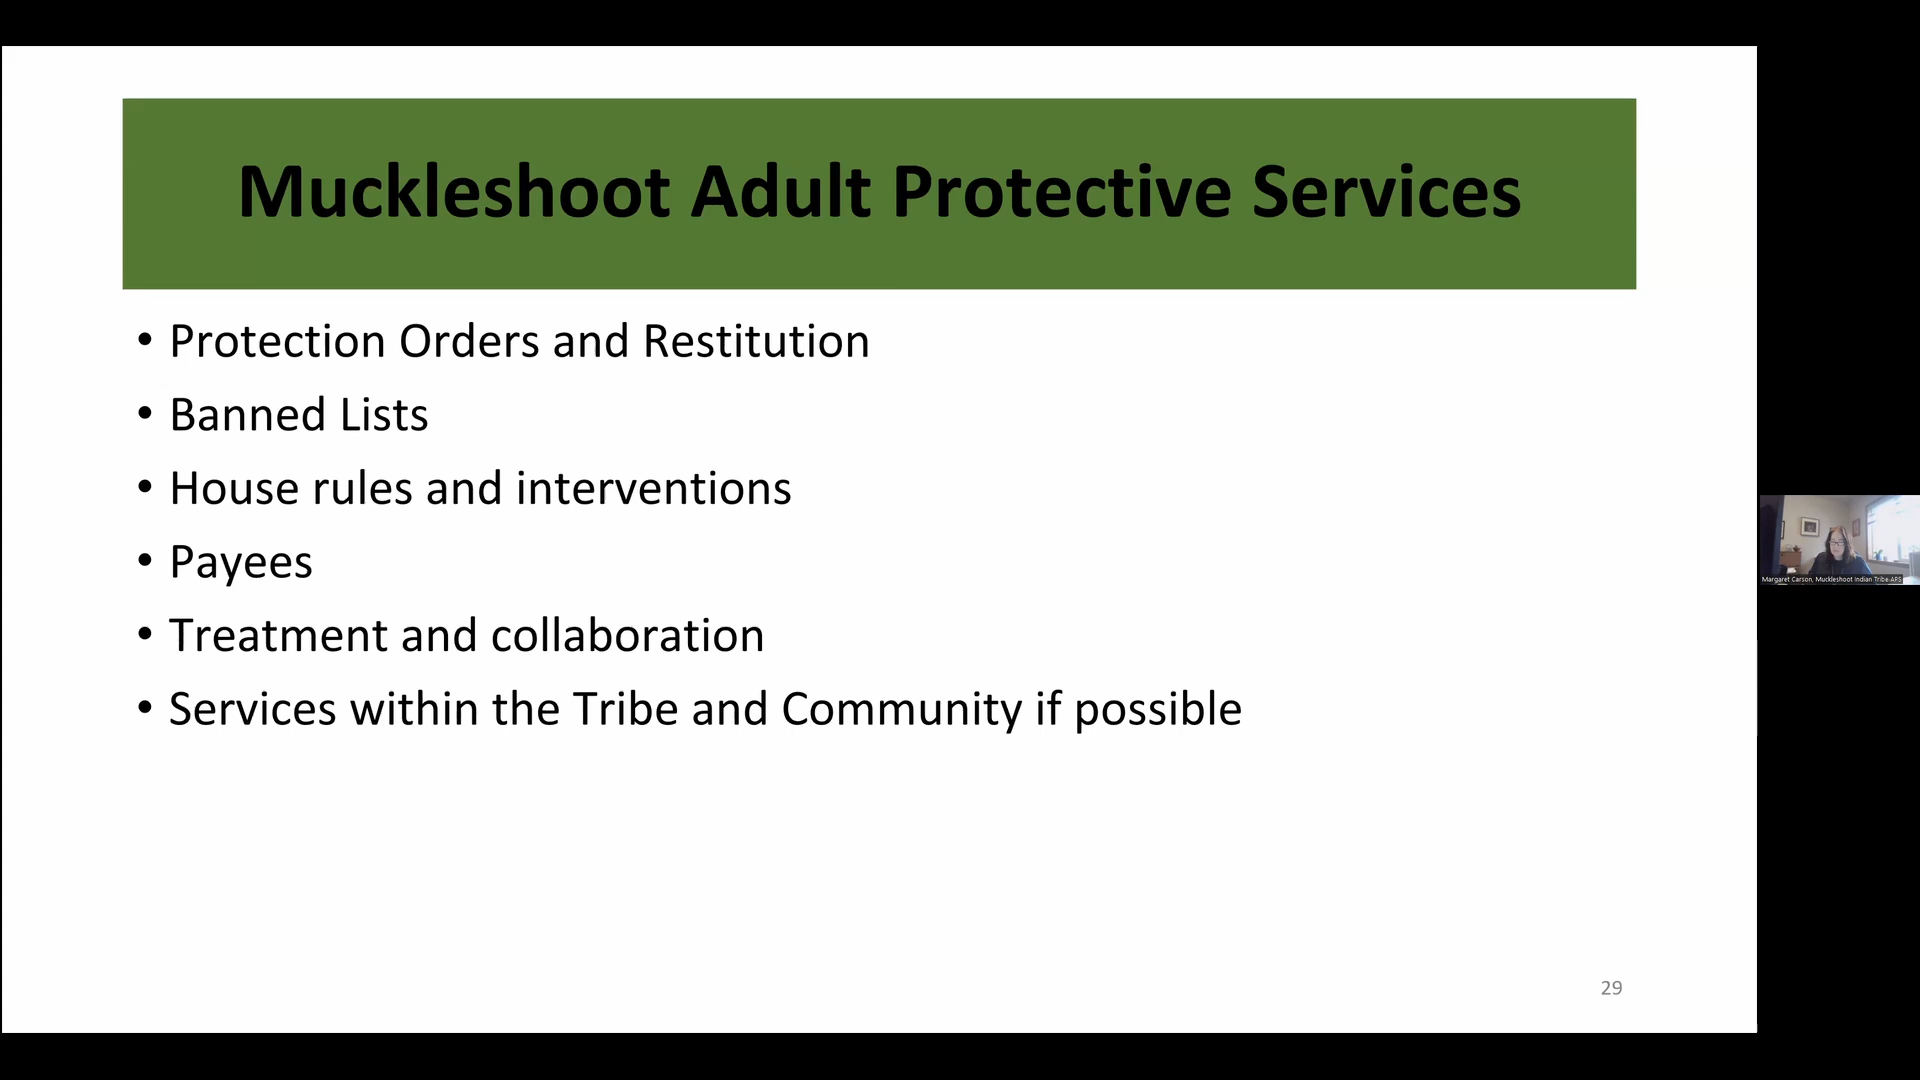 Muckleshoot Adult Protective Services
• Protection Orders and Restitution
• Banned Lists
• House rules and interventions
• Payees
• Treatment and collaboration
• Services within the Tribe and Community if possible
29
Margaret Carson, Muckleshoot Indian Tribe APS